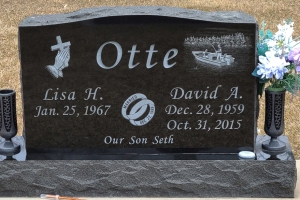 Otte
Lisa H. David A.
Jan. 25, 1967 Dec. 28, 1959
Oct. 31, 2015
Our Son Seth